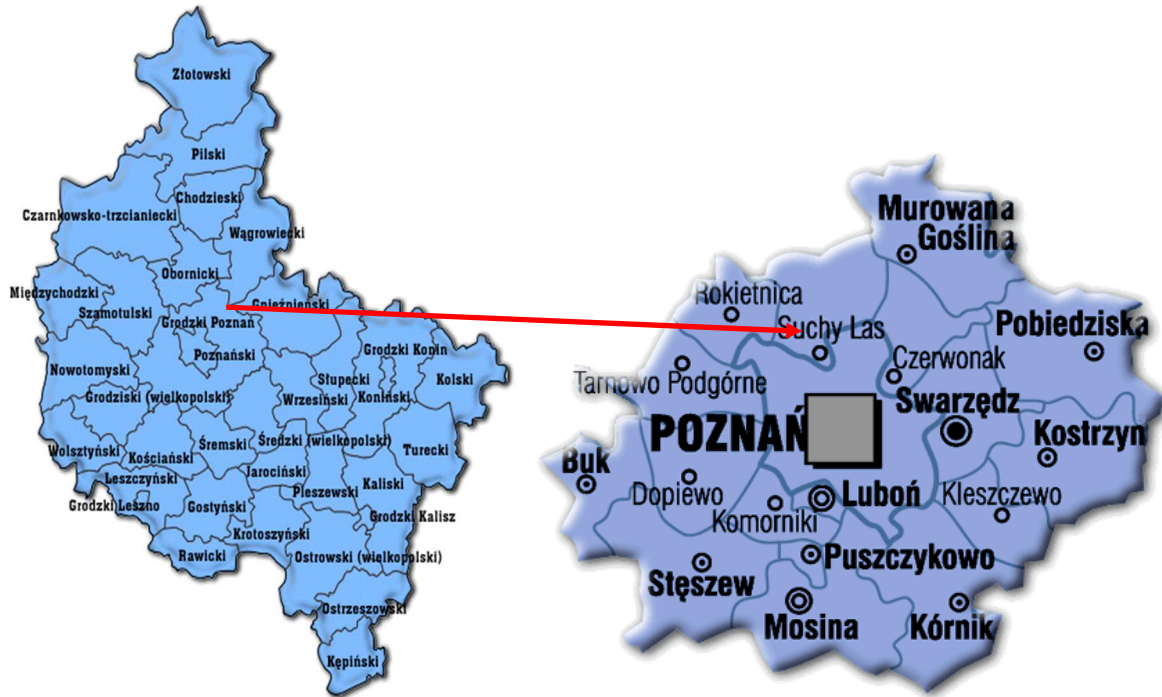 Złotowski
Pilski
Chodzieski
Czarnkowsko-trzcianiecki
Wągrowiecki
Obornicki
Międzychodzki
Gnieźnieński
Szamotulski
Grodzki Poznań
Poznański
Grodzki Konin
Nowotomyski
Słupecki
Kolski
Grodziski (wielkopolski)
Wrzesiński
Koniński
Wolsztyński
Kościański
Śremski
Średzki (wielkopolski)
Turecki
Leszczyński
Jarociński
Kaliski
Pleszewski
Grodzki Leszno
Gostyński
Grodzki Kalisz
Krotoszyński
Rawicki
Ostrowski (wielkopolski)
Ostrzeszowski
Kępiński
Murowana
Goślina
Rokietnica
Suchy Las
Pobiedziska
Czerwonak
Tarnowo Podgórne
Swarzędz
POZNAŃ
Kostrzyn
Buk
Dopiewo
Luboń
Kleszczewo
Komorniki
Puszczykowo
Stęszew
Mosina
Kórnik